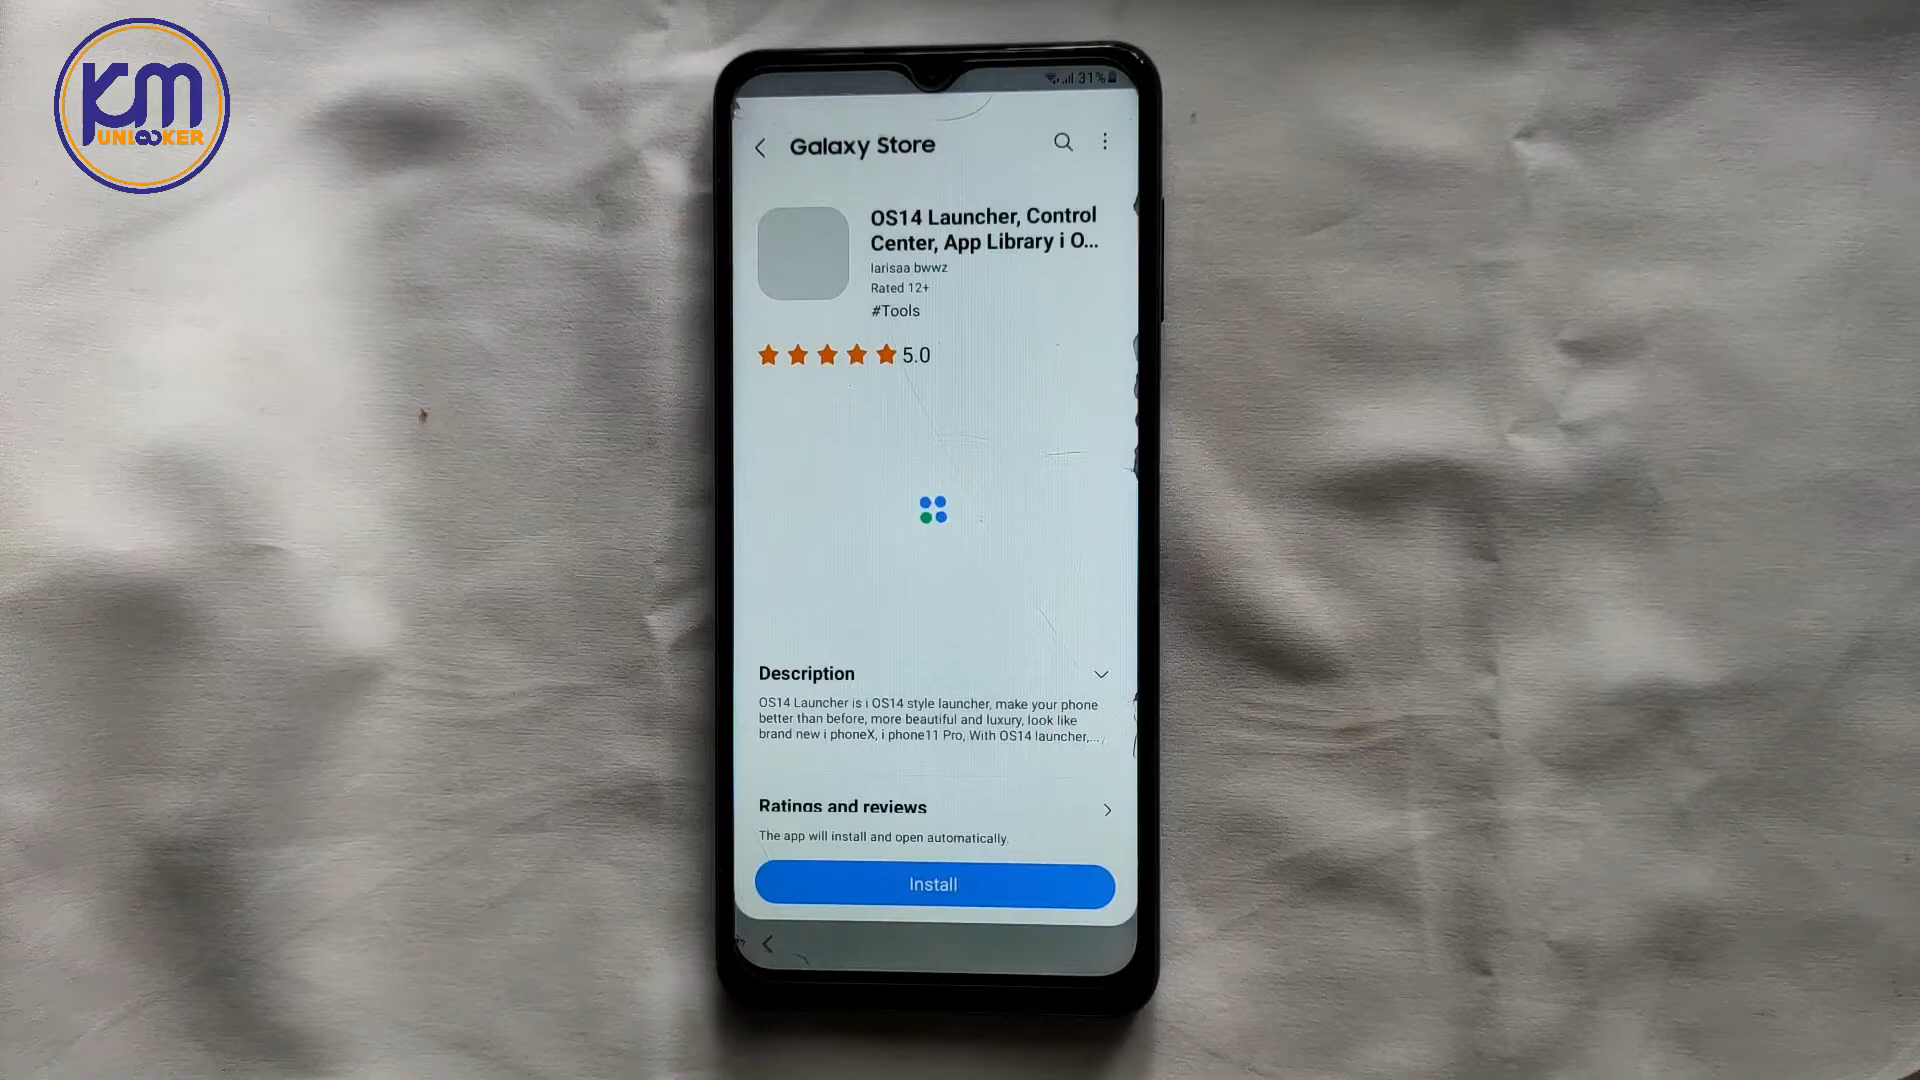 KM
UNLOOKER
31%
Galaxy Store
OS14 Launcher, Control
Center, App Library i O...
larisaa bwwz
Rated 12+
#Tools
5.0
Description
OS14 Launcher is i OS14 style launcher, make your phone
better than before, more beautiful and luxury, look like
brand new i phoneX, i phone11 Pro, With OS14 launcher,...
Ratings and reviews
The app will install and open automatically.
Install